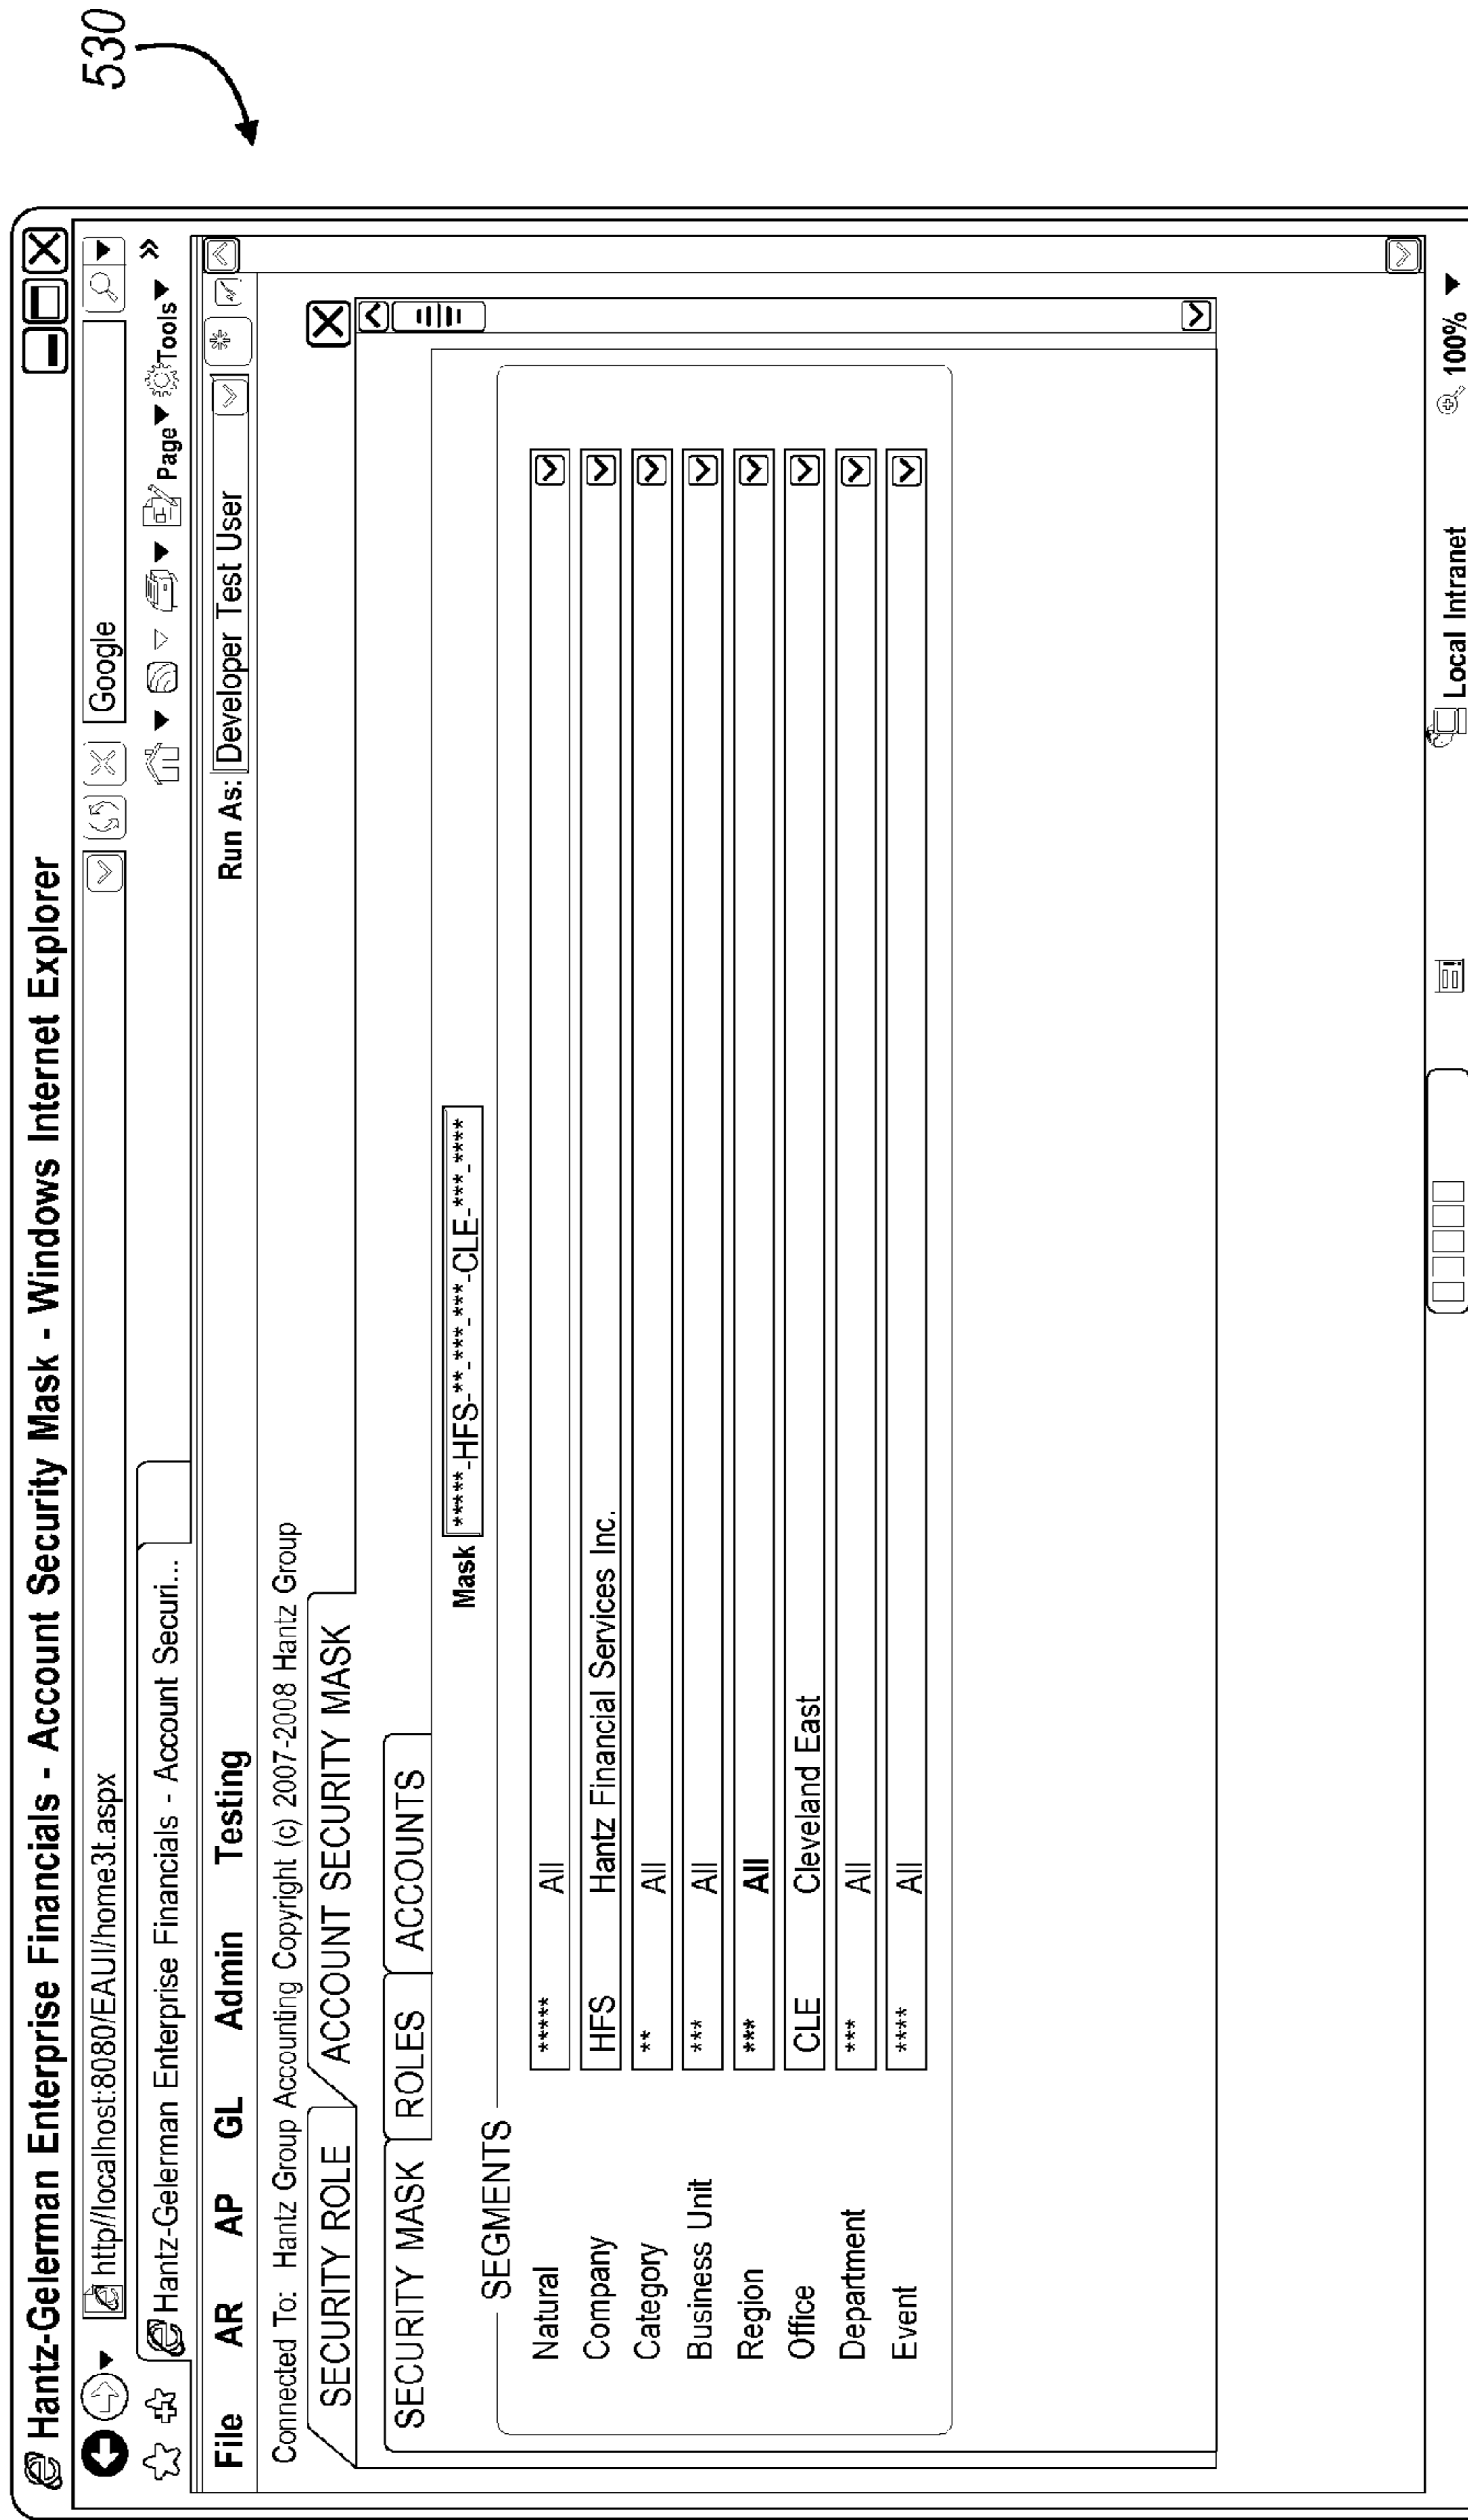 530
Hantz-Gelerman Enterprise Financials - Account Security Mask - Windows Internet Explorer
http//localhost:8080/EAUI/home3t.aspx Google
Hantz-Gelerman Enterprise Financials - Account Securi... Page Tools »
File AR AP GL Admin Testing Run As: Developer Test User
Connected To: Hantz Group Accounting Copyright (c) 2007-2008 Hantz Group
SECURITY ROLE ACCOUNT SECURITY MASK
SECURITY MASK ROLES ACCOUNTS
Mask *****-HFS-**-***-***-CLE-***-****
SEGMENTS
Natural ***** All
Company HFS Hantz Financial Services Inc.
Category ** All
Business Unit *** All
Region *** All
Office CLE Cleveland East
Department *** All
Event **** All
Local Intranet 100%